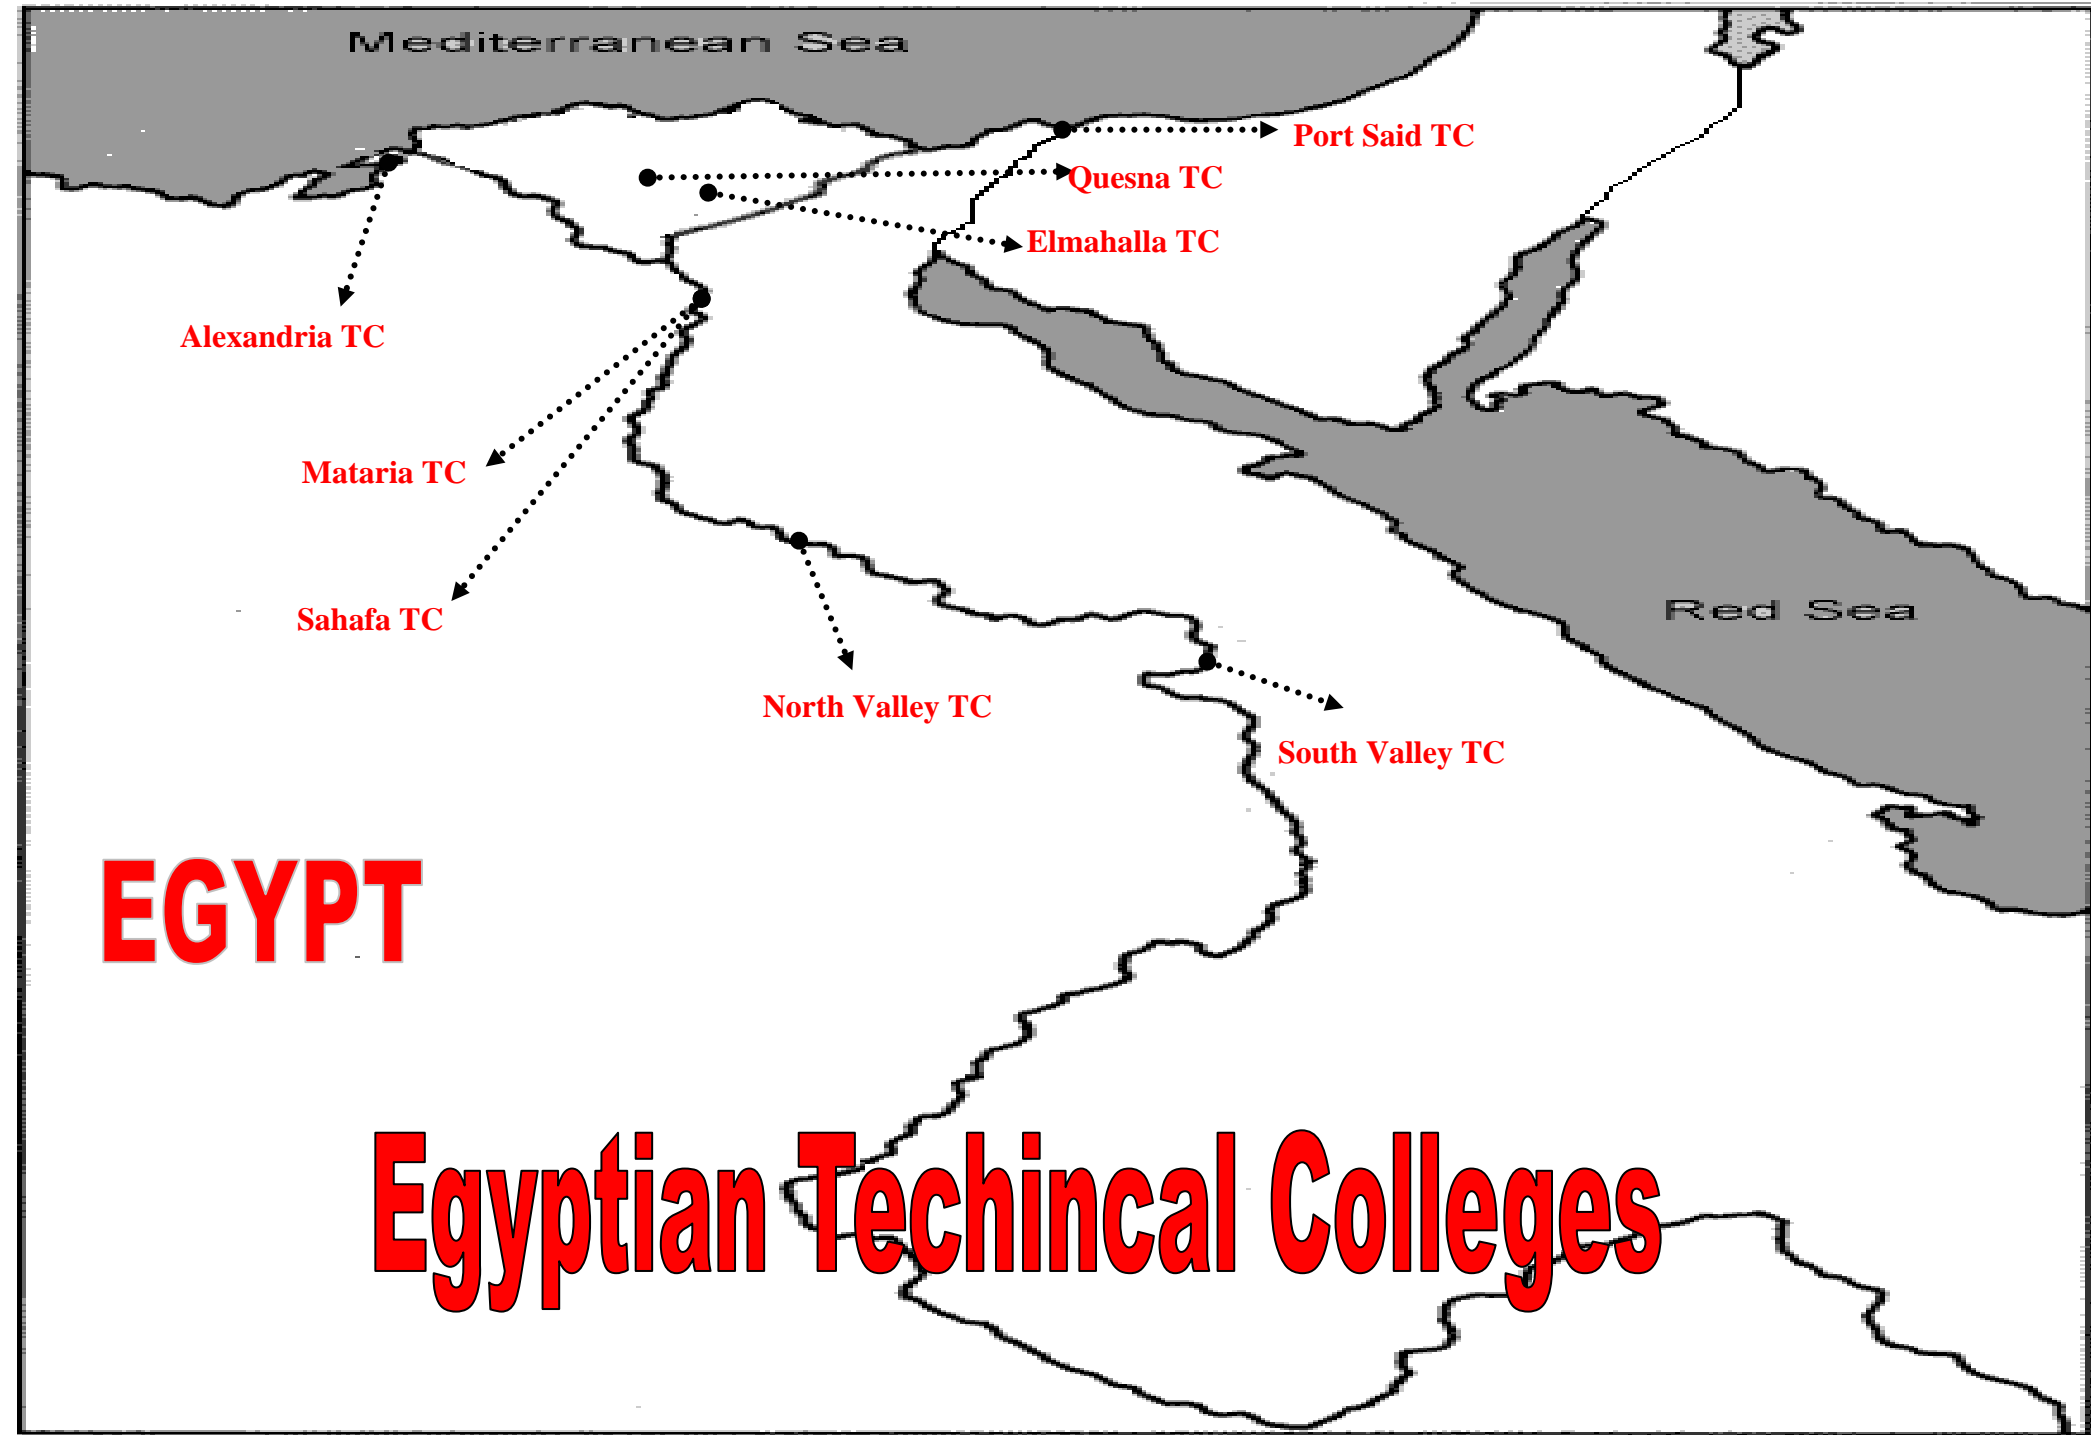 Mediterranean Sea
Port Said TC
Quesna TC
Elmahalla TC
Alexandria TC
Mataria TC
Sahafa TC
Red Sea
North Valley TC
South Valley TC
EGYPT
Egyptian Techincal Colleges